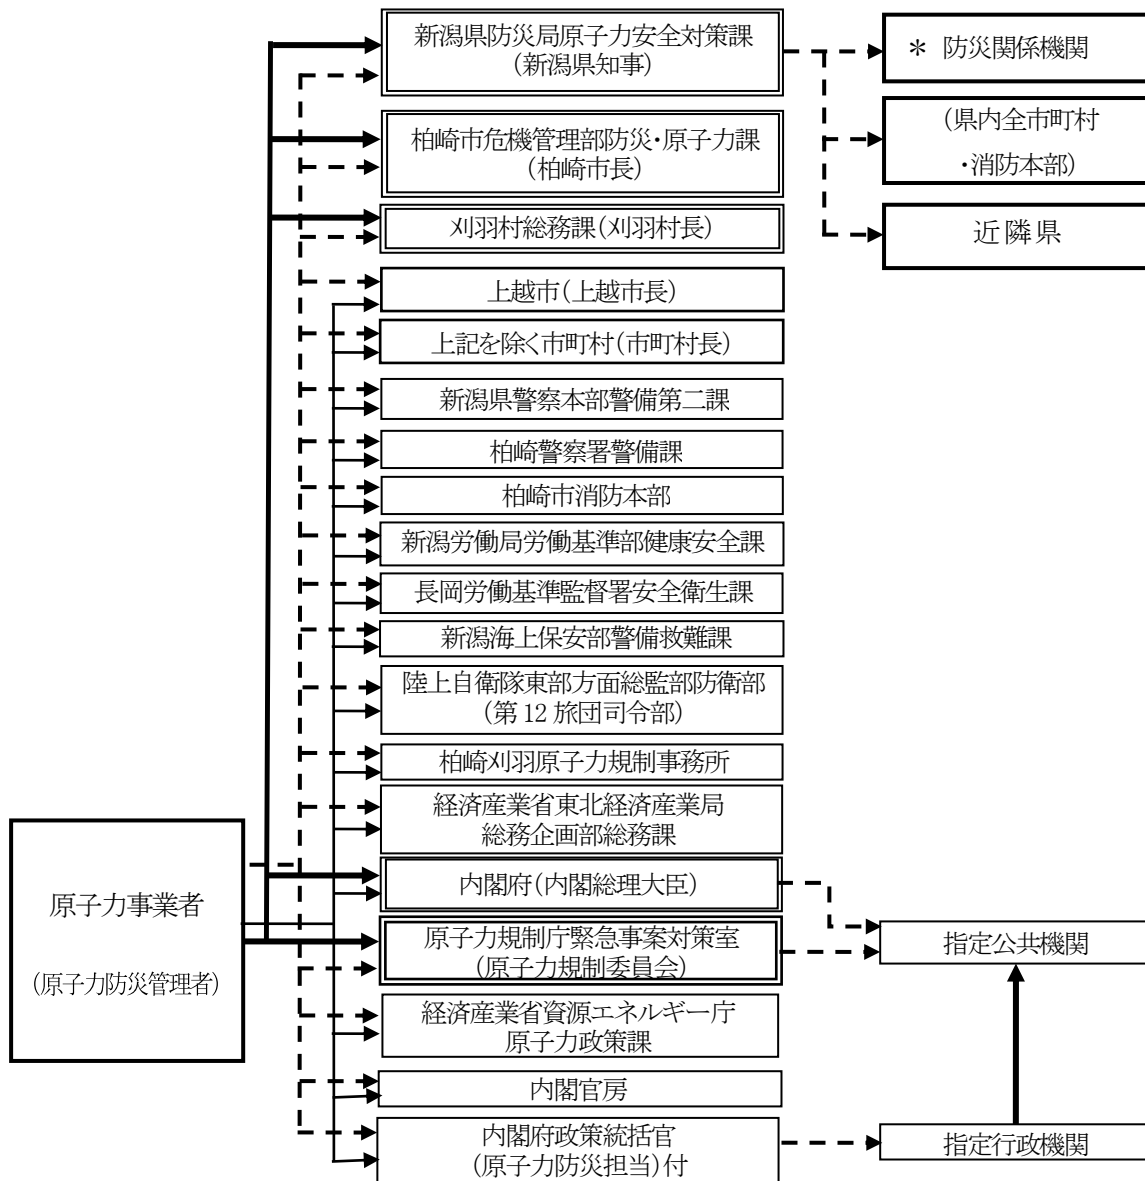 新潟県防災局原子力安全対策課
(新潟県知事)
＊ 防災関係機関
(県内全市町村
・消防本部)
近隣県
柏崎市危機管理部防災・原子力課
(柏崎市長)
刈羽村総務課(刈羽村長)
上越市(上越市長)
上記を除く市町村(市町村長)
新潟県警察本部警備第二課
柏崎警察署警備課
柏崎市消防本部
新潟労働局労働基準部健康安全課
長岡労働基準監督署安全衛生課
新潟海上保安部警備救難課
陸上自衛隊東部方面総監部防衛部
(第12旅団司令部)
柏崎刈羽原子力規制事務所
経済産業省東北経済産業局
総務企画部総務課
内閣府(内閣総理大臣)
原子力規制庁緊急事案対策室
(原子力規制委員会)
経済産業省資源エネルギー庁
原子力政策課
内閣官房
内閣府政策統括官
(原子力防災担当)付
原子力事業者
(原子力防災管理者)
指定公共機関
指定行政機関